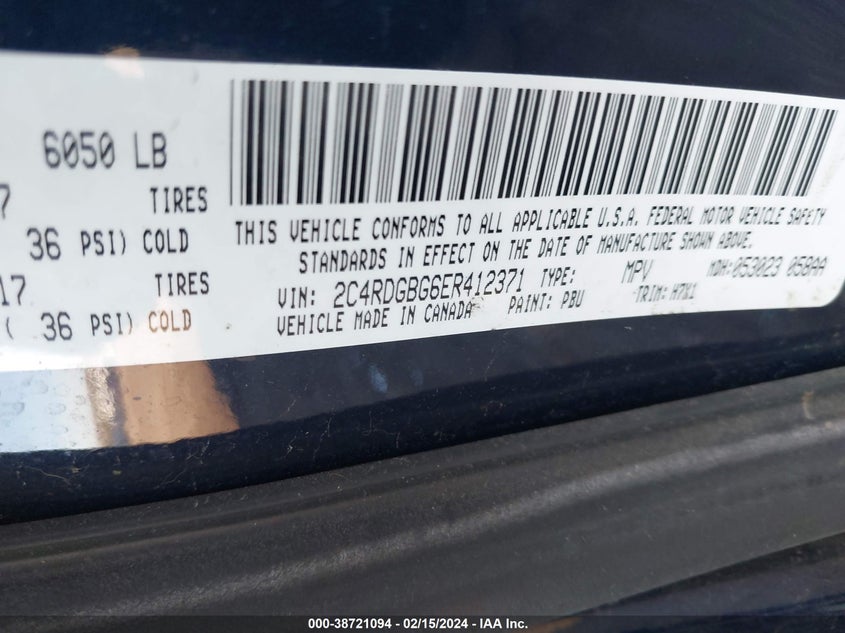 6050 LB
7 TIRES
36 PSI) COLD
17 TIRES
( 36 PSI) COLD
THIS VEHICLE CONFORMS TO ALL APPLICABLE U.S.A. FEDERAL MOTOR VEHICLE SAFETY
STANDARDS IN EFFECT ON THE DATE OF MANUFACTURE SHOWN ABOVE.
VIN: 2C4RDGBG6ER412371 TYPE: MPV MDH:053023 058AA
VEHICLE MADE IN CANADA PAINT: PBU TRIM: H7X1
000-38721094 — 02/15/2024 — IAA Inc.